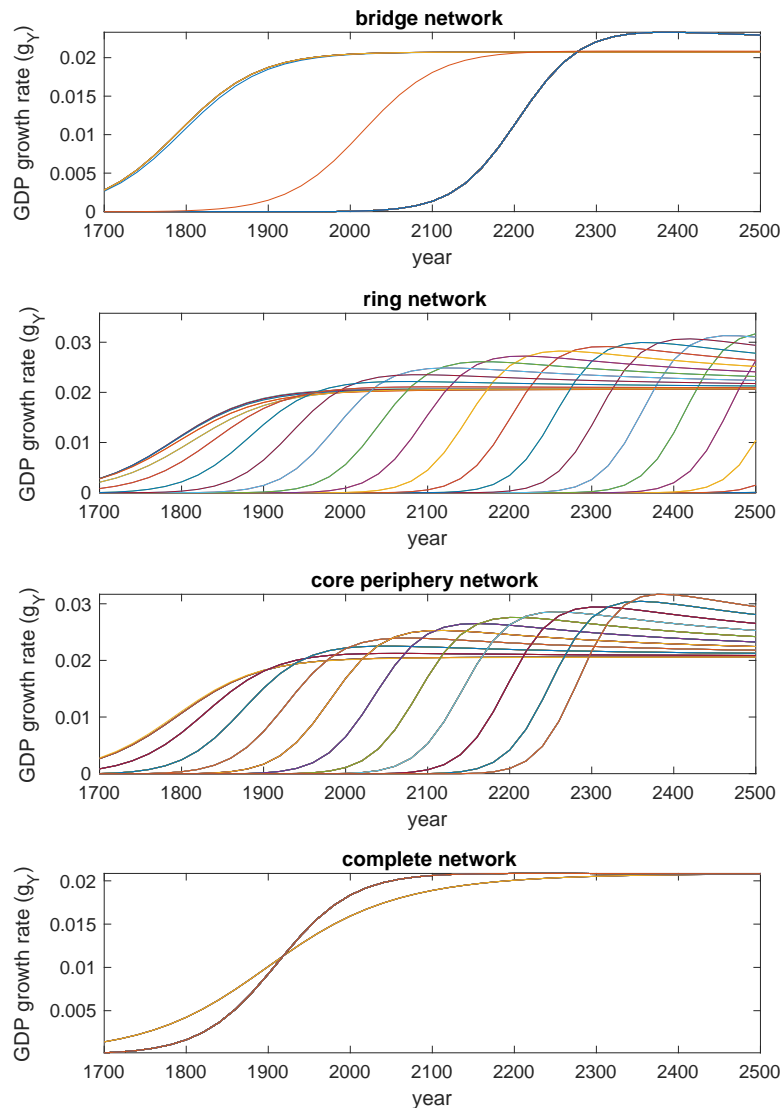 bridge network
GDP growth rate (g_Y)
0.02
0.015
0.01
0.005
0
1700 1800 1900 2000 2100 2200 2300 2400 2500
year
ring network
GDP growth rate (g_Y)
0.03
0.02
0.01
0
1700 1800 1900 2000 2100 2200 2300 2400 2500
year
core periphery network
GDP growth rate (g_Y)
0.03
0.02
0.01
0
1700 1800 1900 2000 2100 2200 2300 2400 2500
year
complete network
GDP growth rate (g_Y)
0.02
0.015
0.01
0.005
1700 1800 1900 2000 2100 2200 2300 2400 2500
year